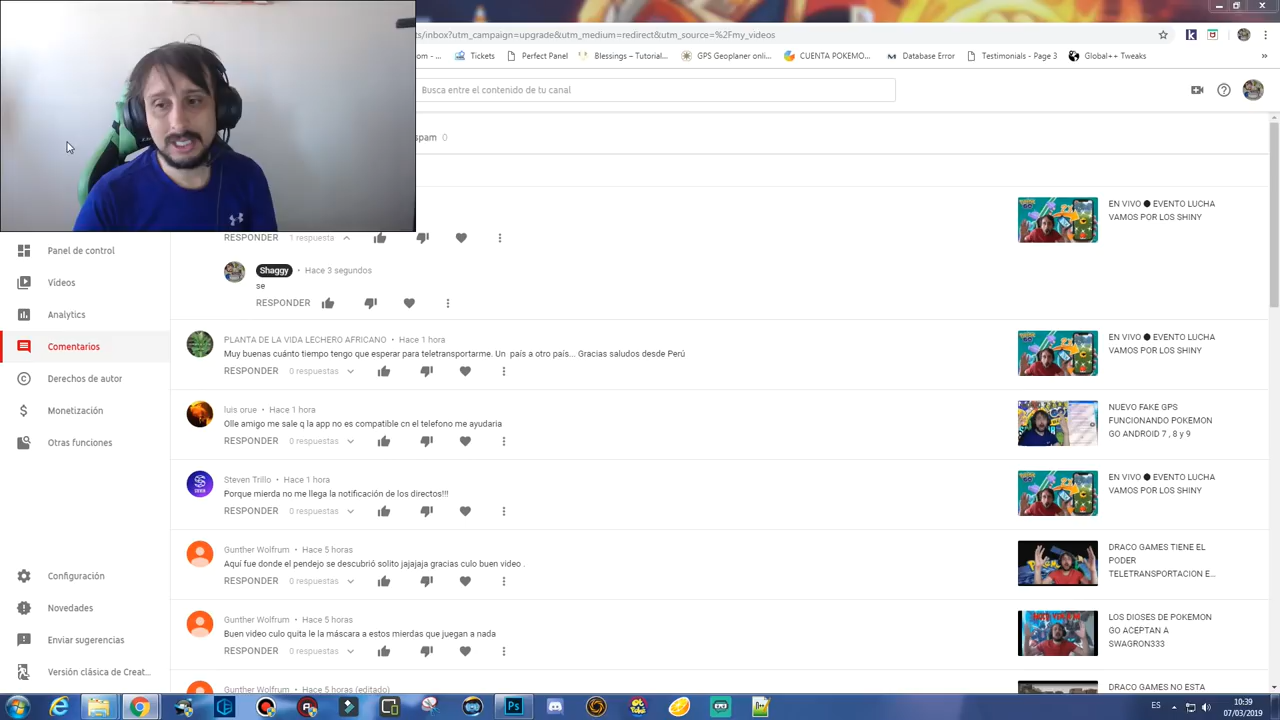 ts/inbox?utm_campaign=upgrade&utm_medium=redirect&utm_source=%2Fmy_videos
om - ... Tickets Perfect Panel Blessings – Tutorial... GPS Geoplaner onlin... CUENTA POKEMO... Database Error Testimonials - Page 3 Global++ Tweaks »
Busca entre el contenido de tu canal
spam 0
EN VIVO ● EVENTO LUCHA
VAMOS POR LOS SHINY
RESPONDER 1 respuesta
Panel de control
Shaggy • Hace 3 segundos
se
Vídeos
RESPONDER
Analytics
PLANTA DE LA VIDA LECHERO AFRICANO • Hace 1 hora
EN VIVO ● EVENTO LUCHA
VAMOS POR LOS SHINY
Comentarios
Muy buenas cuánto tiempo tengo que esperar para teletransportarme. Un país a otro país... Gracias saludos desde Perú
RESPONDER 0 respuestas
Derechos de autor
luis orue • Hace 1 hora
NUEVO FAKE GPS
FUNCIONANDO POKEMON
GO ANDROID 7 , 8 y 9
Monetización
Olle amigo me sale q la app no es compatible cn el telefono me ayudaria
RESPONDER 0 respuestas
Otras funciones
Steven Trillo • Hace 1 hora
EN VIVO ● EVENTO LUCHA
VAMOS POR LOS SHINY
Porque mierda no me llega la notificación de los directos!!!
RESPONDER 0 respuestas
Gunther Wolfrum • Hace 5 horas
DRACO GAMES TIENE EL
PODER
TELETRANSPORTACION E...
Aquí fue donde el pendejo se descubrió solito jajajaja gracias culo buen video .
Configuración
RESPONDER 0 respuestas
Novedades
Gunther Wolfrum • Hace 5 horas
LOS DIOSES DE POKEMON
GO ACEPTAN A
SWAGRON333
Buen video culo quita le la máscara a estos mierdas que juegan a nada
Enviar sugerencias
RESPONDER 0 respuestas
Versión clásica de Creat...
Gunther Wolfrum • Hace 5 horas (editado)
DRACO GAMES NO ESTA
ES
10:39
07/03/2019